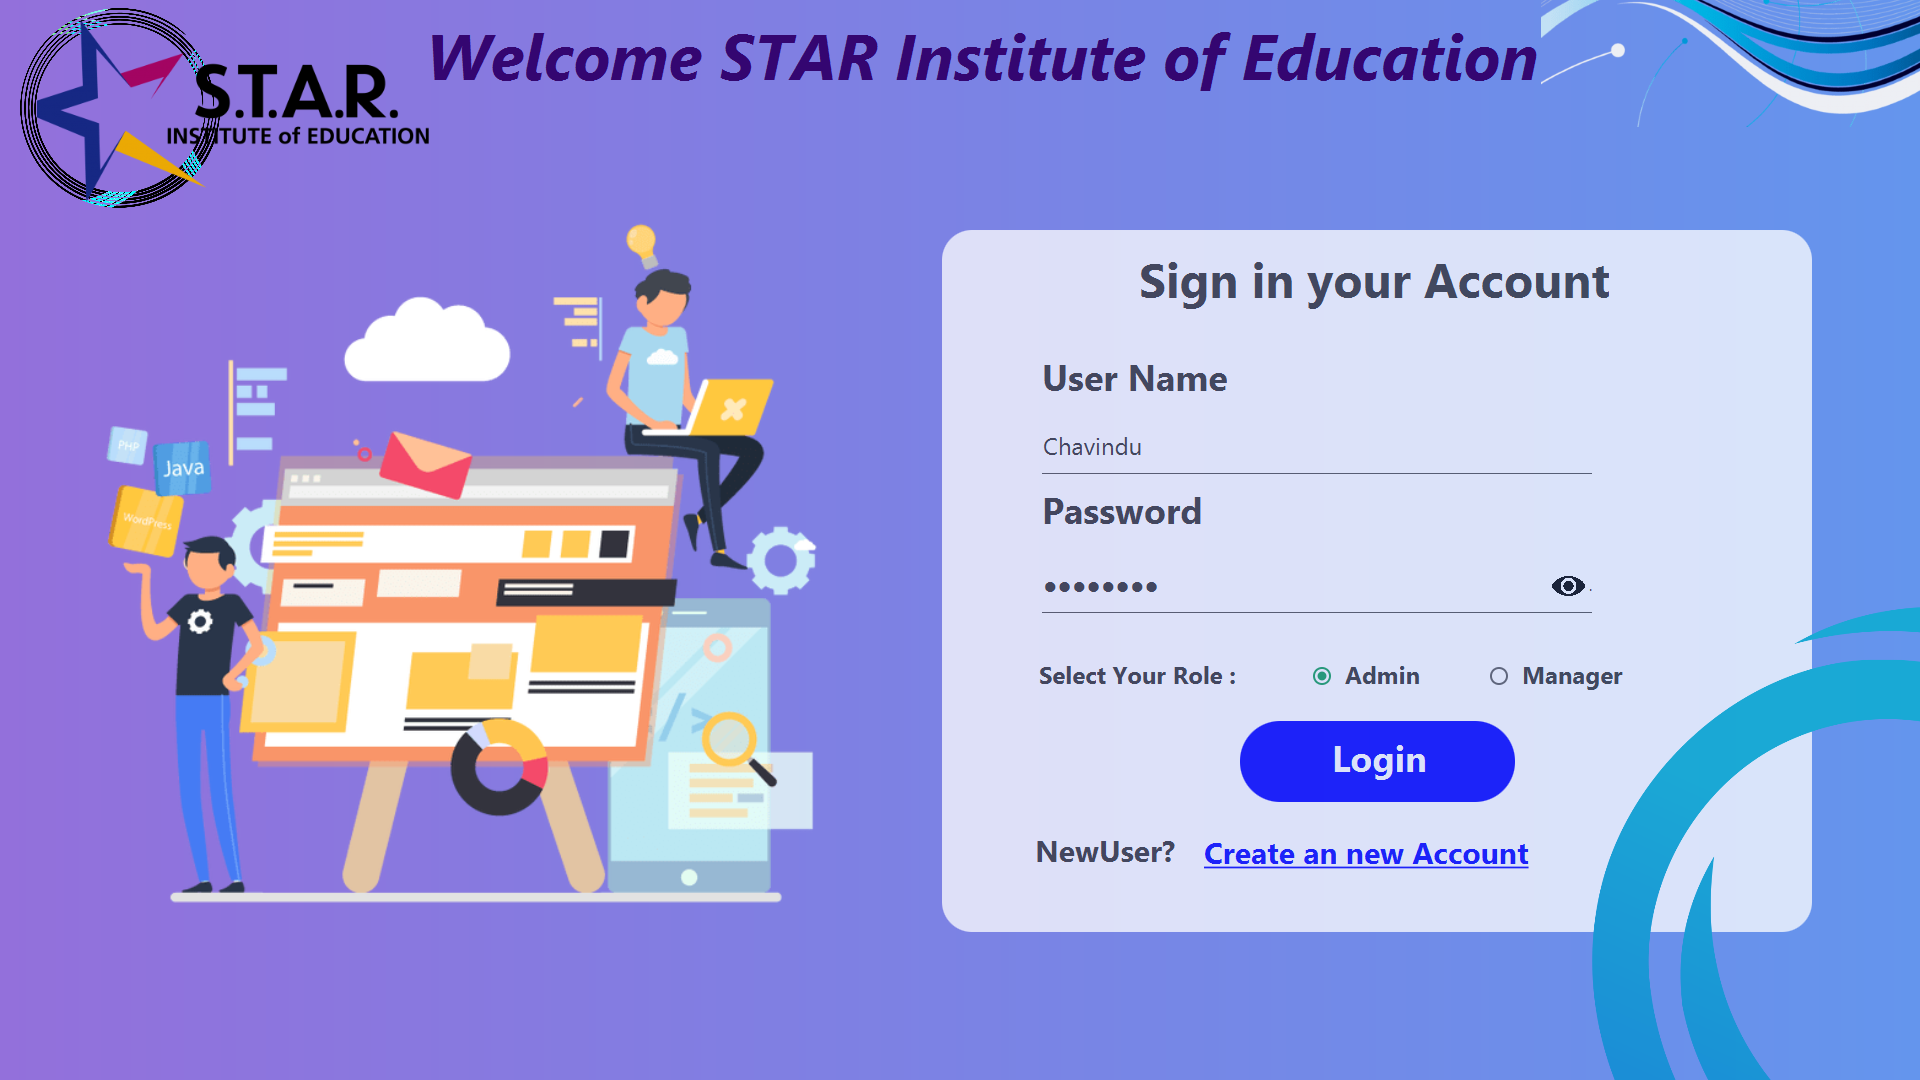 Welcome STAR Institute of Education
S.T.A.R.
INSTITUTE of EDUCATION
Sign in your Account
User Name
Chavindu
Password
••••••••
Select Your Role : Admin Manager
Login
NewUser? Create an new Account
PHP
Java
WordPress